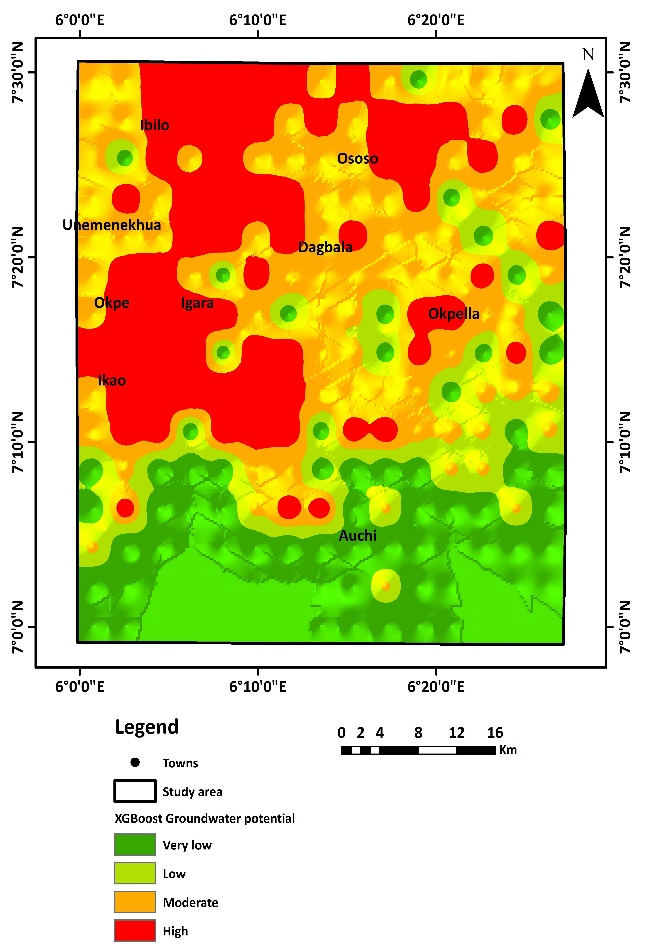 6°0'0"E 6°10'0"E 6°20'0"E
N
7°30'0"N 7°30'0"N
Ibilo
Ososo
Unemenekhua
Dagbala
7°20'0"N 7°20'0"N
Okpe Igara Okpella
Ikao
7°10'0"N 7°10'0"N
Auchi
7°0'0"N 7°0'0"N
6°0'0"E 6°10'0"E 6°20'0"E
Legend
0 2 4 8 12 16
Km
Towns
Study area
XGBoost Groundwater potential
Very low
Low
Moderate
High